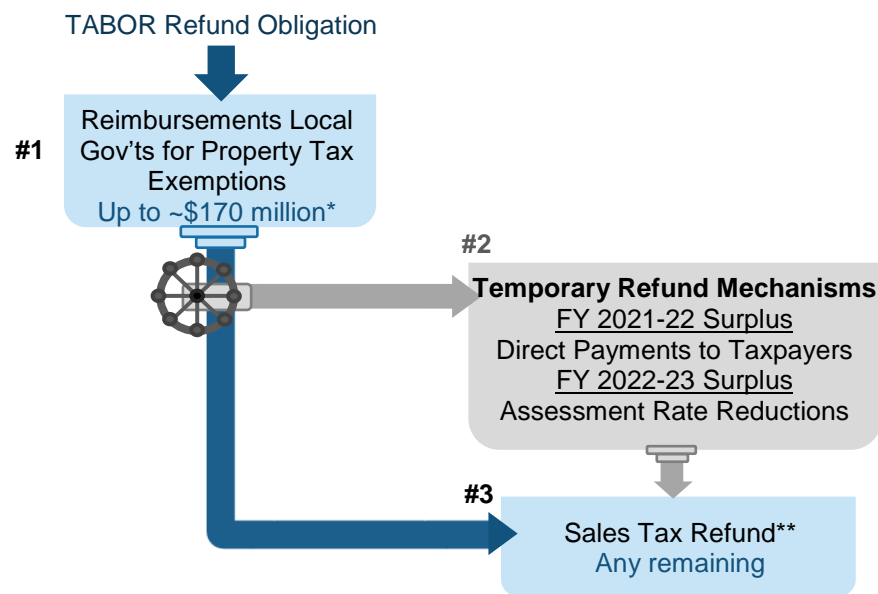 TABOR Refund Obligation
#1
Reimbursements Local
Gov'ts for Property Tax
Exemptions
Up to ~$170 million*
#2
Temporary Refund Mechanisms
FY 2021-22 Surplus
Direct Payments to Taxpayers
FY 2022-23 Surplus
Assessment Rate Reductions
#3
Sales Tax Refund**
Any remaining